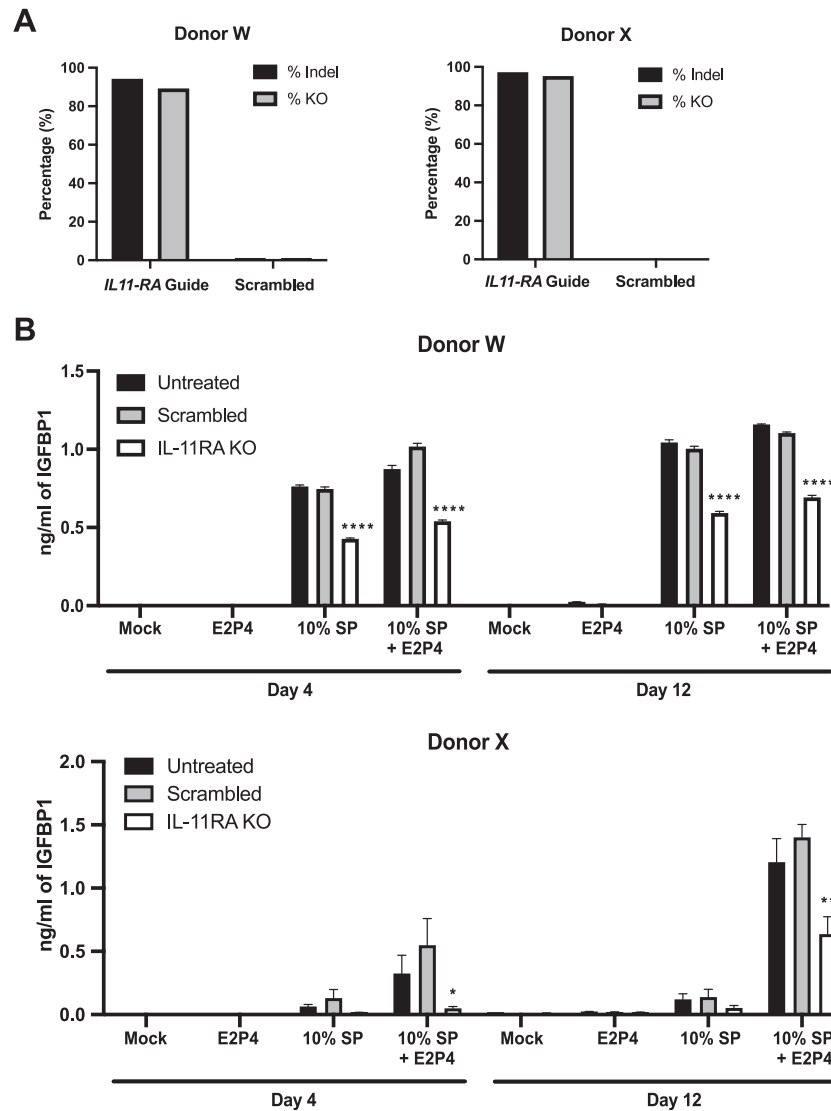 A
Donor W
Donor X
Percentage (%)
100
80
60
40
20
0
% Indel
% KO
IL11-RA Guide
Scrambled
Percentage (%)
100
80
60
40
20
0
% Indel
% KO
IL11-RA Guide
Scrambled
B
Donor W
ng/ml of IGFBP1
1.5
1.0
0.5
0.0
Untreated
Scrambled
IL-11RA KO
****
****
****
****
Mock
E2P4
10% SP
10% SP
+ E2P4
Mock
E2P4
10% SP
10% SP
+ E2P4
Day 4
Day 12
Donor X
ng/ml of IGFBP1
2.0
1.5
1.0
0.5
0.0
Untreated
Scrambled
IL-11RA KO
*
**
Mock
E2P4
10% SP
10% SP
+ E2P4
Mock
E2P4
10% SP
10% SP
+ E2P4
Day 4
Day 12